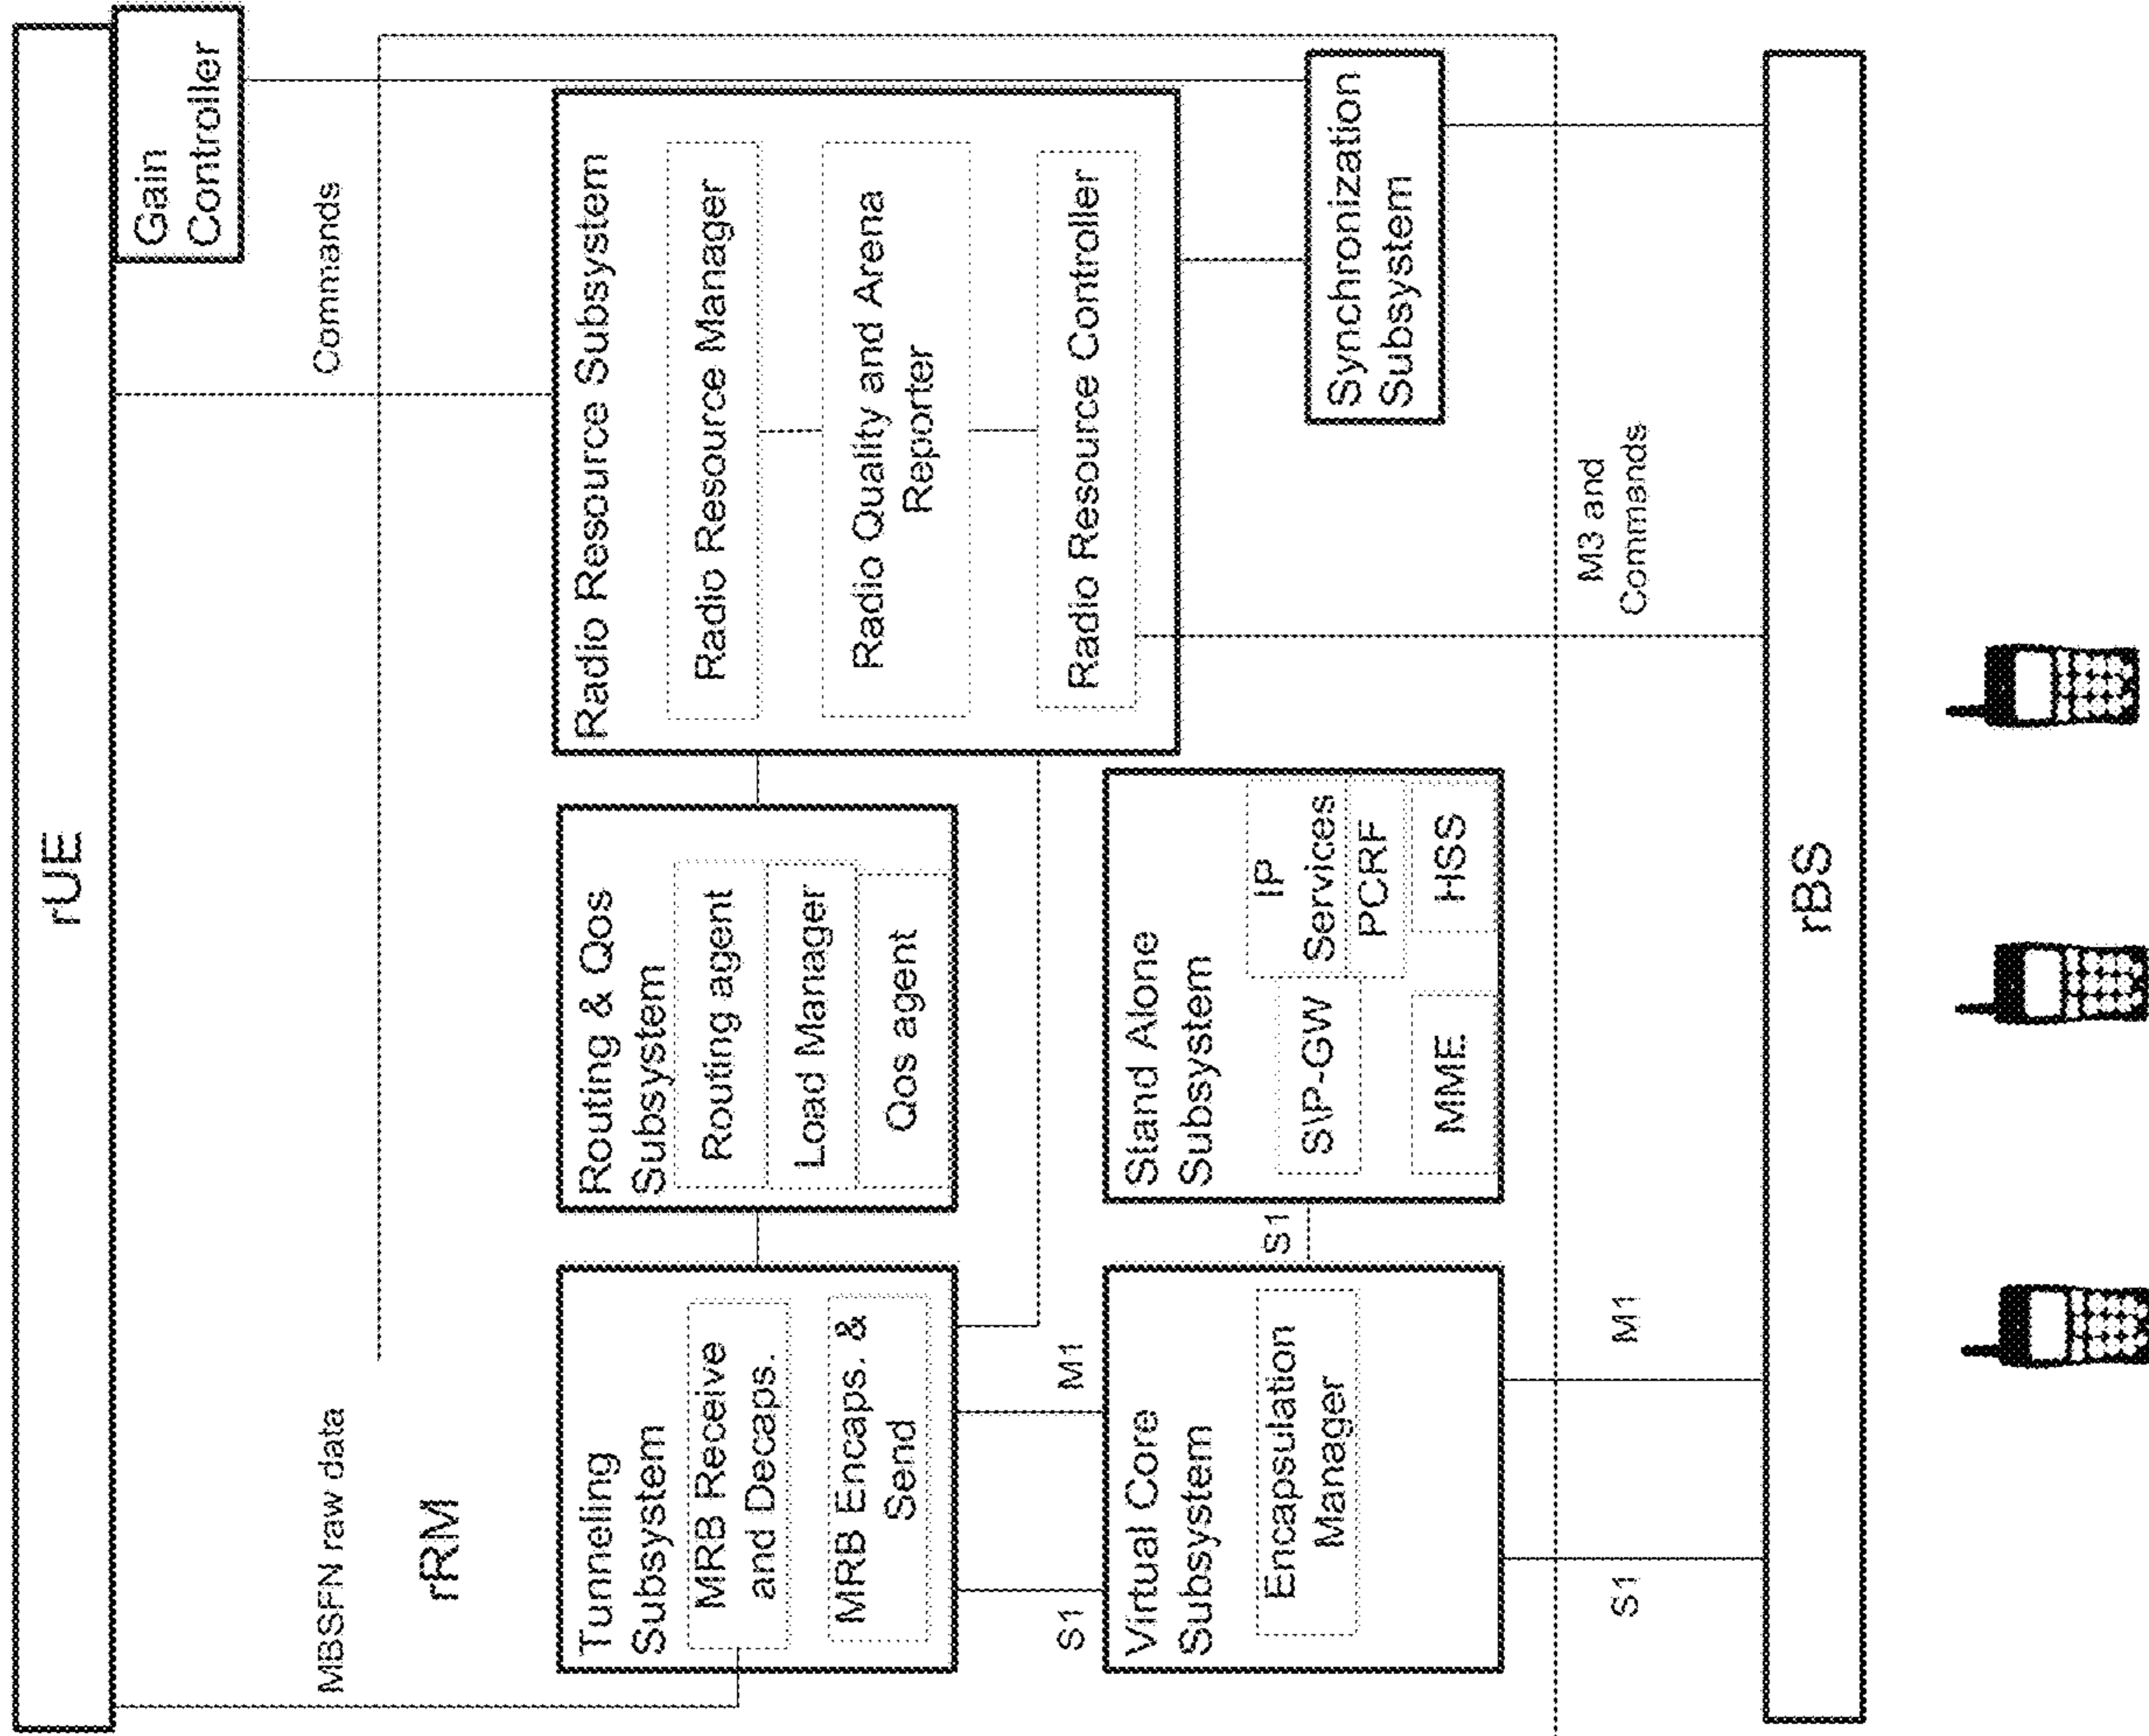 rUE
Gain
Controller
MBSFN raw data
Commands
rRM
Tunneling
Subsystem
MRB Receive
and Decaps.
MRB Encaps. &
Send
Routing & Qos
Subsystem
Routing agent
Load Manager
Qos agent
Radio Resource Subsystem
Radio Resource Manager
Radio Quality and Arena
Reporter
Radio Resource Controller
S1
M1
Virtual Core
Subsystem
Encapsulation
Manager
S1
Stand Alone
Subsystem
S\P-GW
IP
Services
PCRF
MME
HSS
Synchronization
Subsystem
S1
M1
M3 and
Commands
rBS